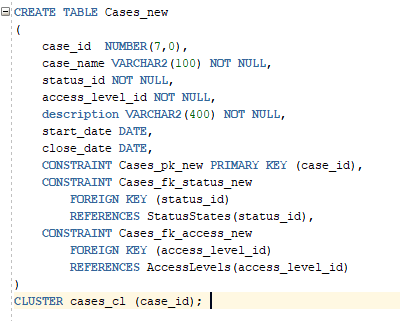 CREATE TABLE Cases_new
(
case_id NUMBER(7,0),
case_name VARCHAR2(100) NOT NULL,
status_id NOT NULL,
access_level_id NOT NULL,
description VARCHAR2(400) NOT NULL,
start_date DATE,
close_date DATE,
CONSTRAINT Cases_pk_new PRIMARY KEY (case_id),
CONSTRAINT Cases_fk_status_new
FOREIGN KEY (status_id)
REFERENCES StatusStates(status_id),
CONSTRAINT Cases_fk_access_new
FOREIGN KEY (access_level_id)
REFERENCES AccessLevels(access_level_id)
)
CLUSTER cases_cl (case_id);